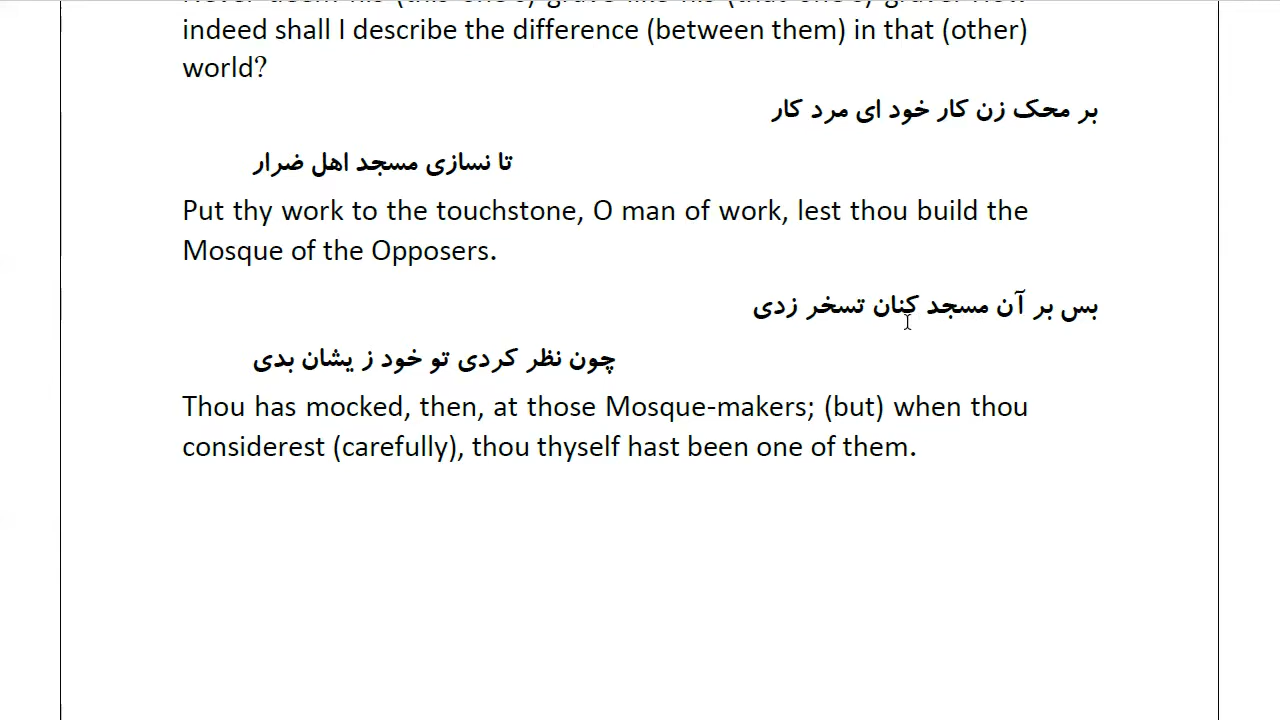 indeed shall I describe the difference (between them) in that (other)
world?
بر محک زن کار خود ای مرد کار
تا نسازی مسجد اهل ضرار
Put thy work to the touchstone, O man of work, lest thou build the
Mosque of the Opposers.
بس بر آن مسجد کنان تسخر زدی
چون نظر کردی تو خود ز یشان بدی
Thou has mocked, then, at those Mosque-makers; (but) when thou
considerest (carefully), thou thyself hast been one of them.